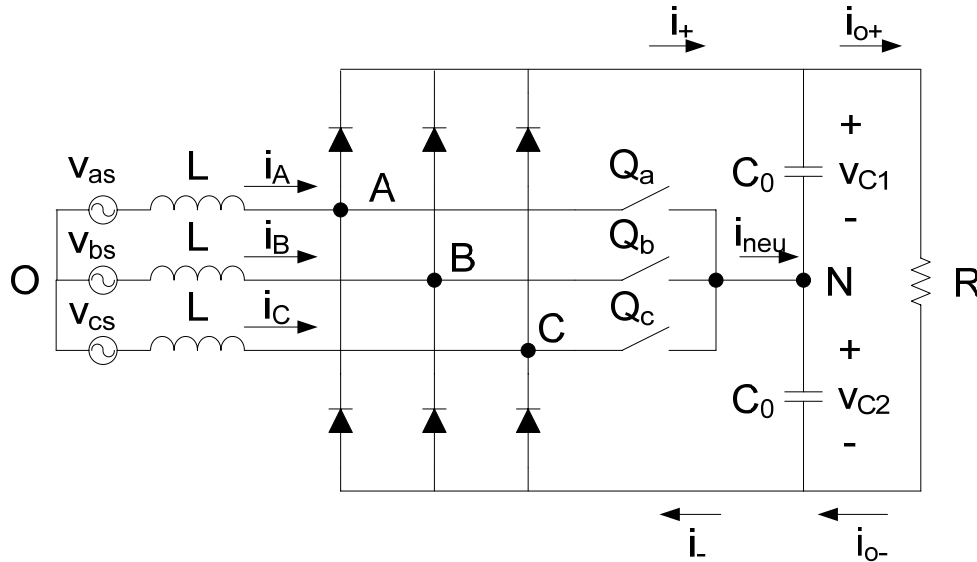 i+
io+
vas
L
iA
A
Qa
C0
+
vC1
-
vbs
L
iB
B
Qb
ineu
O
N
R
vcs
L
iC
C
Qc
C0
+
vC2
-
i-
io-